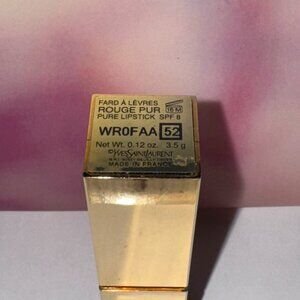 FARD À LÈVRES
ROUGE PUR 16 M
PURE LIPSTICK SPF 8
WR0FAA 52
Net Wt. 0.12 oz. 3.5 g
©YVESSAINTLAURENT
MADE IN FRANCE